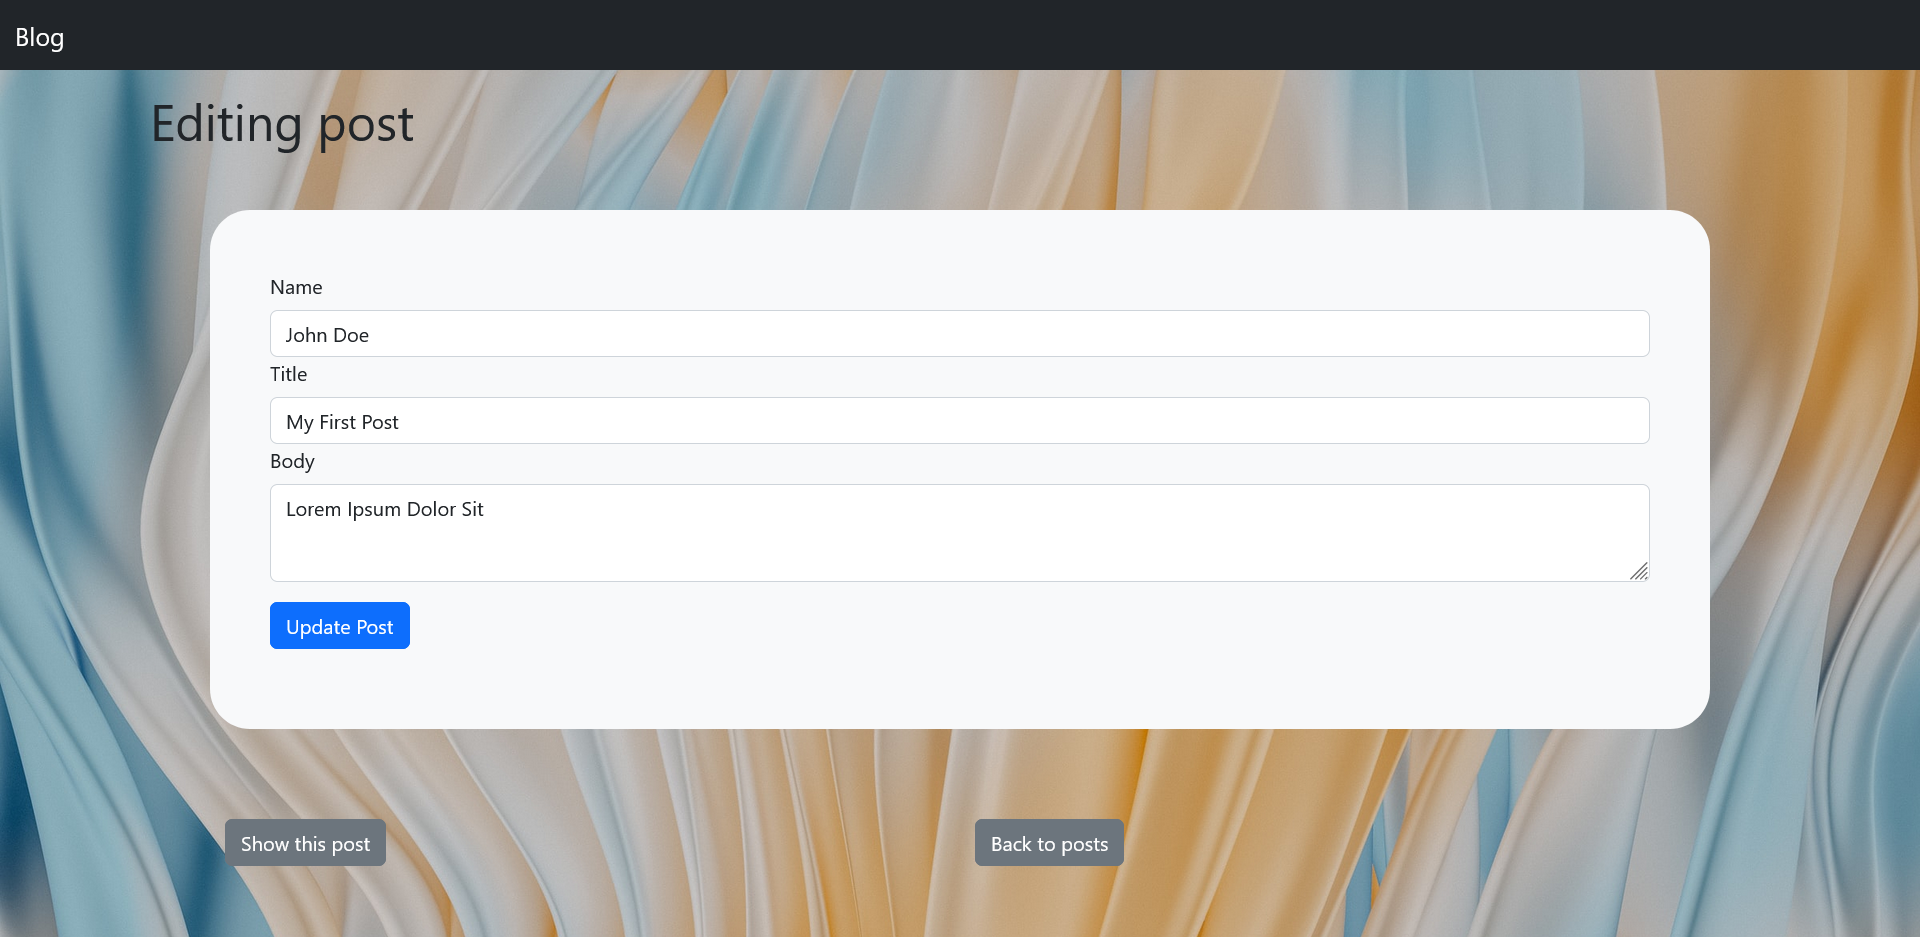 Blog
Editing post
Name
John Doe
Title
My First Post
Body
Lorem Ipsum Dolor Sit
Update Post
Show this post
Back to posts